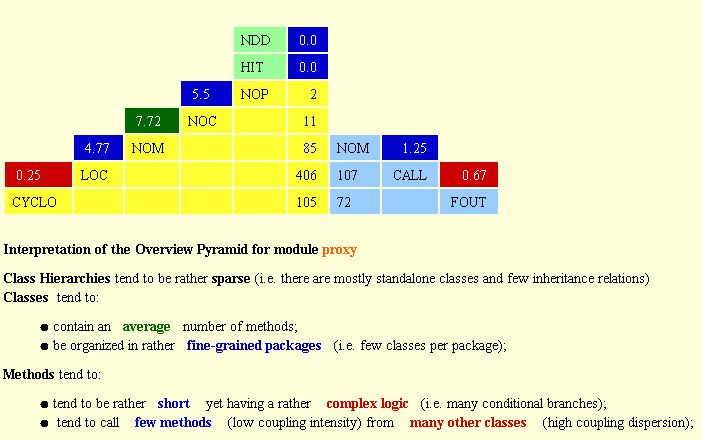 NDD 0.0
HIT 0.0
5.5 NOP 2
7.72 NOC 11
4.77 NOM 85 NOM 1.25
0.25 LOC 406 107 CALL 0.67
CYCLO 105 72 FOUT
Interpretation of the Overview Pyramid for module proxy
Class Hierarchies tend to be rather sparse (i.e. there are mostly standalone classes and few inheritance relations)
Classes tend to:
● contain an average number of methods;
● be organized in rather fine-grained packages (i.e. few classes per package);
Methods tend to:
● tend to be rather short yet having a rather complex logic (i.e. many conditional branches);
● tend to call few methods (low coupling intensity) from many other classes (high coupling dispersion);